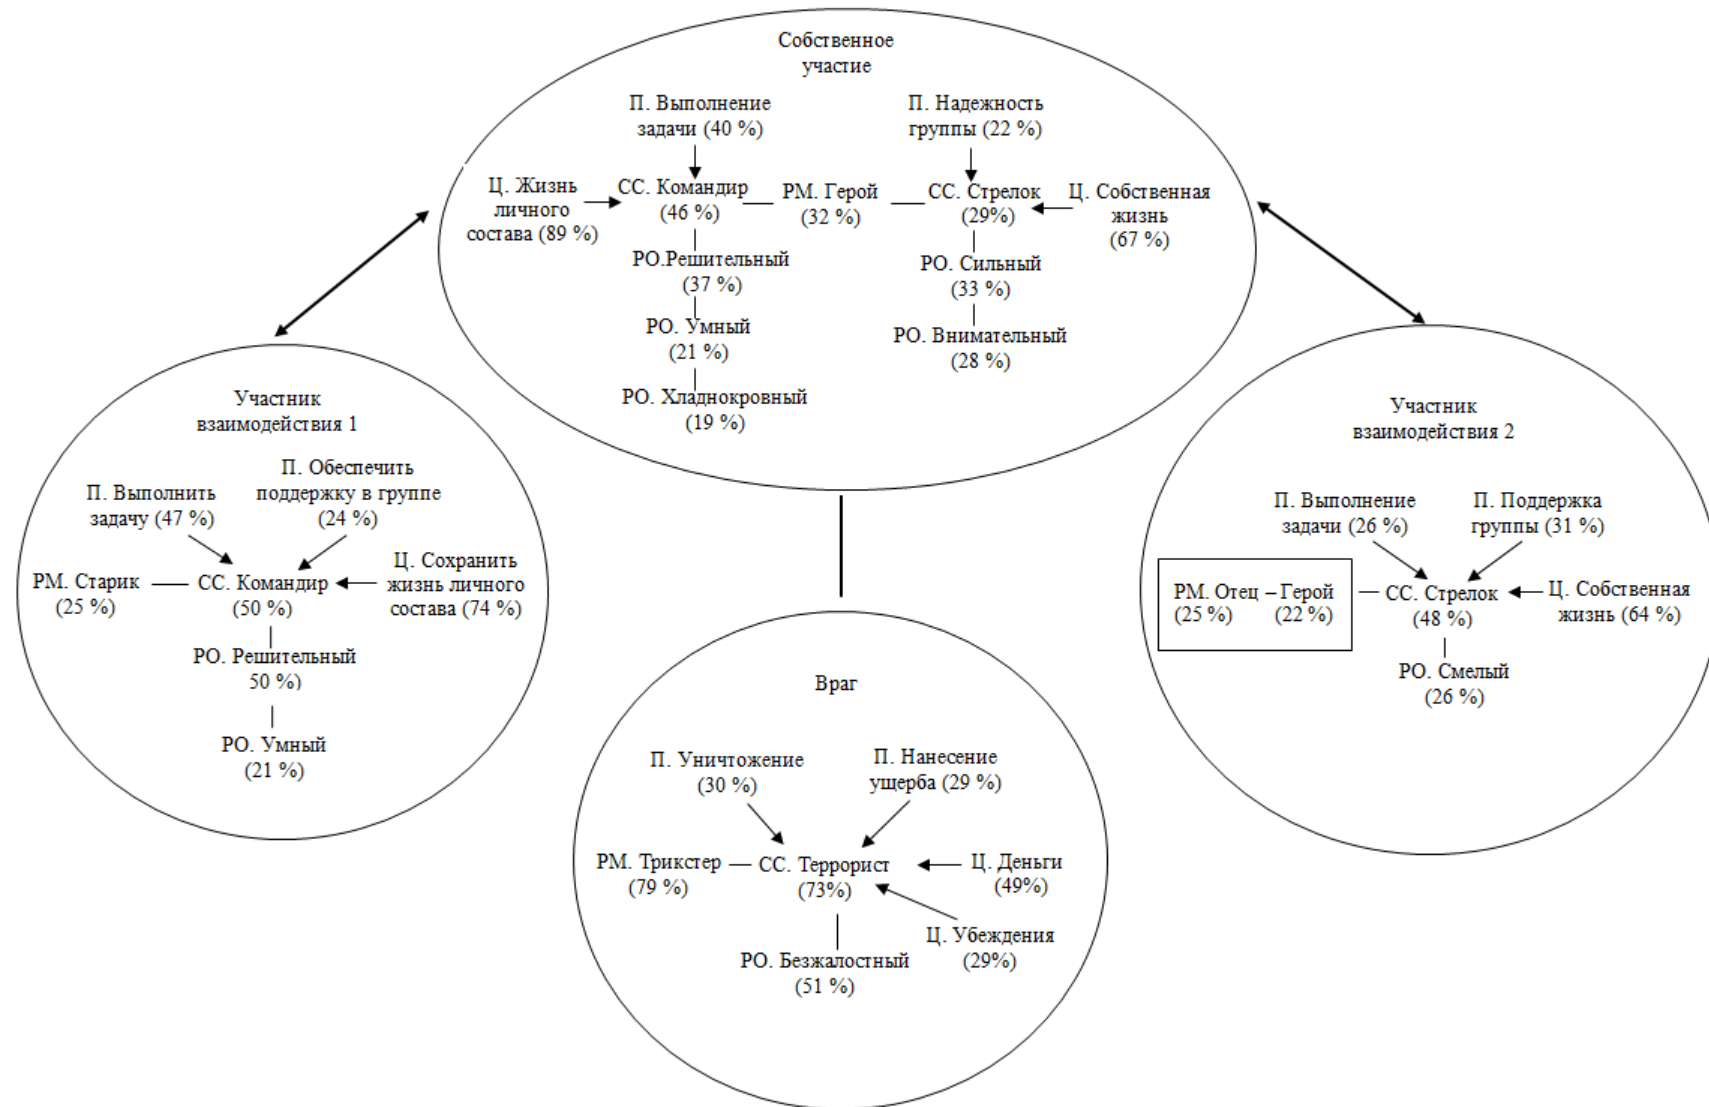 Собственное
участие
П. Выполнение
задачи (40 %)
П. Надежность
группы (22 %)
Ц. Жизнь
личного
состава (89 %)
СС. Командир
(46 %)
РМ. Герой
(32 %)
СС. Стрелок
(29%)
Ц. Собственная
жизнь
(67 %)
РО.Решительный
(37 %)
РО. Умный
(21 %)
РО. Хладнокровный
(19 %)
РО. Сильный
(33 %)
РО. Внимательный
(28 %)
Участник
взаимодействия 1
П. Выполнить
задачу (47 %)
П. Обеспечить
поддержку в группе
(24 %)
РМ. Старик
(25 %)
СС. Командир
(50 %)
Ц. Сохранить
жизнь личного
состава (74 %)
РО. Решительный
50 %)
РО. Умный
(21 %)
Участник
взаимодействия 2
П. Выполнение
задачи (26 %)
П. Поддержка
группы (31 %)
РМ. Отец – Герой
(25 %) (22 %)
СС. Стрелок
(48 %)
Ц. Собственная
жизнь (64 %)
РО. Смелый
(26 %)
Враг
П. Уничтожение
(30 %)
П. Нанесение
ущерба (29 %)
РМ. Трикстер
(79 %)
СС. Террорист
(73%)
Ц. Деньги
(49%)
Ц. Убеждения
(29%)
РО. Безжалостный
(51 %)